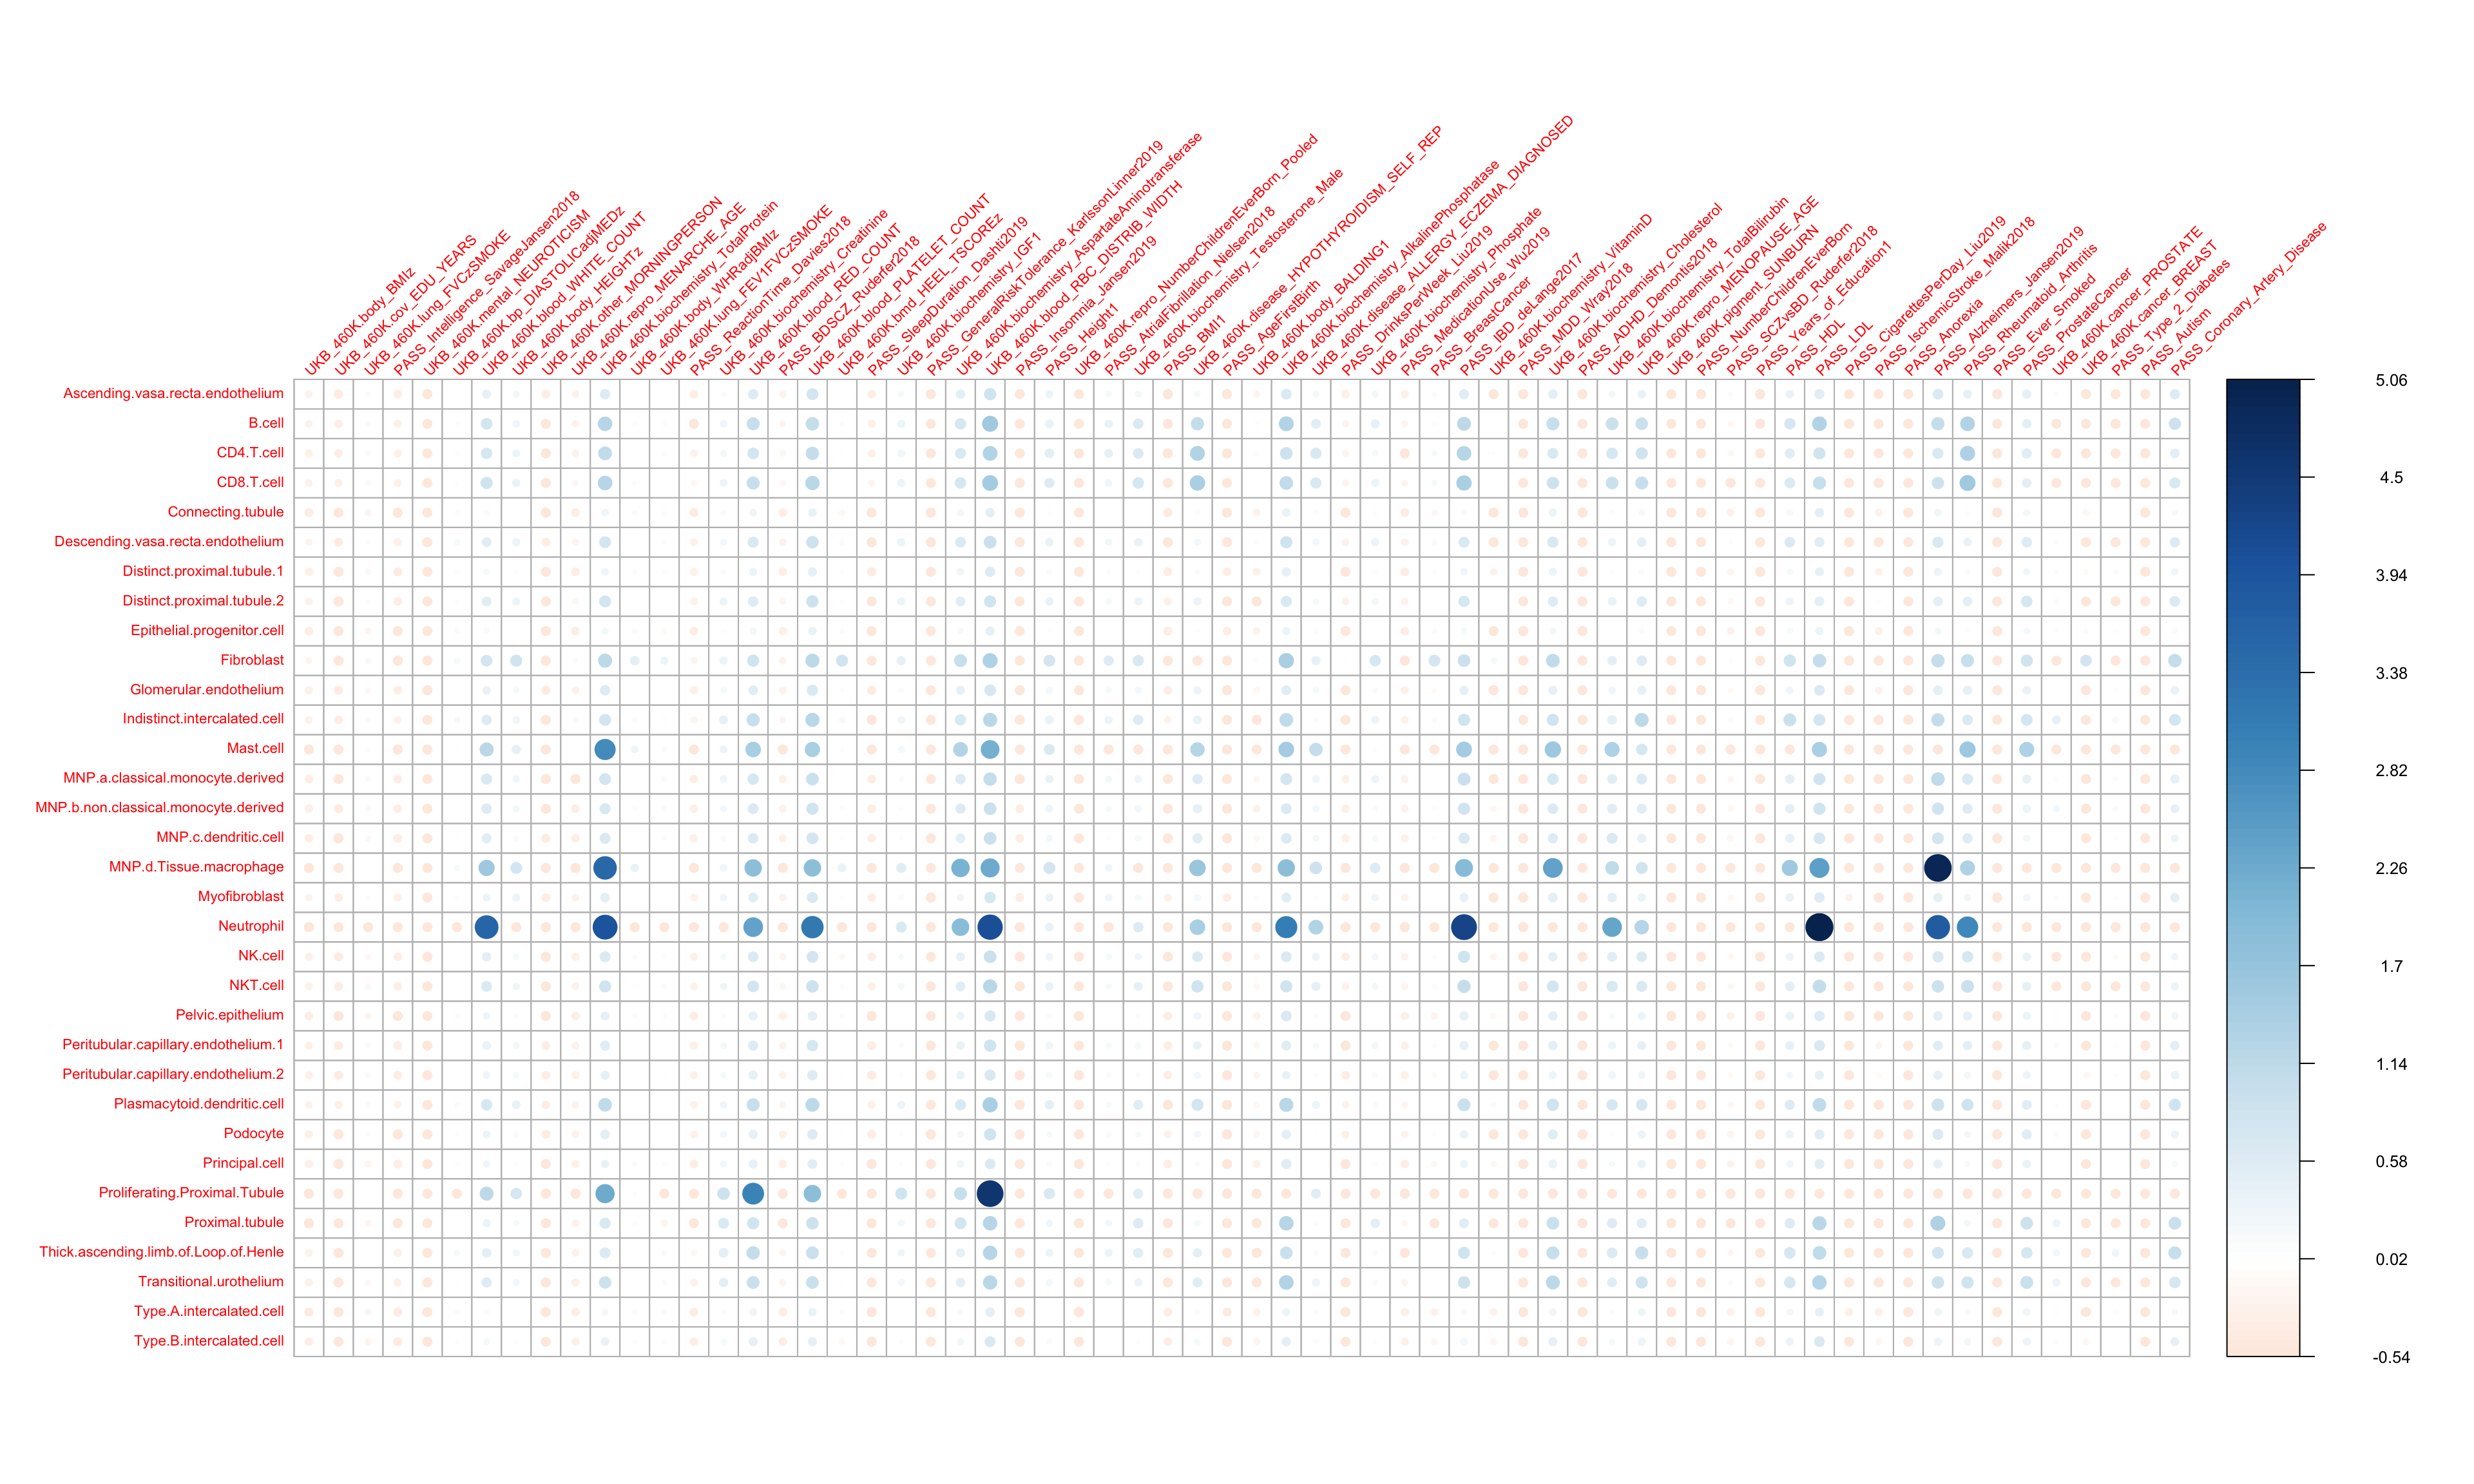 UKB_460K.body_BMIz
UKB_460K.cov_EDU_YEARS
UKB_460K.lung_FVCzSMOKE
PASS_Intelligence_SavageJansen2018
UKB_460K.mental_NEUROTICISM
UKB_460K.bp_DIASTOLICadjMEDz
UKB_460K.blood_WHITE_COUNT
UKB_460K.body_HEIGHTz
UKB_460K.other_MORNINGPERSON
UKB_460K.repro_MENARCHE_AGE
UKB_460K.biochemistry_TotalProtein
UKB_460K.body_WHRadjBMIz
UKB_460K.lung_FEV1FVCzSMOKE
PASS_ReactionTime_Davies2018
UKB_460K.biochemistry_Creatinine
UKB_460K.blood_RED_COUNT
PASS_BDSCZ_Ruderfer2018
UKB_460K.blood_PLATELET_COUNT
UKB_460K.bmd_HEEL_TSCOREz
PASS_SleepDuration_Dashti2019
UKB_460K.biochemistry_IGF1
PASS_GeneralRiskTolerance_KarlssonLinner2019
UKB_460K.biochemistry_AspartateAminotransferase
UKB_460K.blood_RBC_DISTRIB_WIDTH
PASS_Insomnia_Jansen2019
PASS_Height1
UKB_460K.repro_NumberChildrenEverBorn_Pooled
PASS_AtrialFibrillation_Nielsen2018
UKB_460K.biochemistry_Testosterone_Male
PASS_BMI1
UKB_460K.disease_HYPOTHYROIDISM_SELF_REP
PASS_AgeFirstBirth
UKB_460K.body_BALDING1
UKB_460K.biochemistry_AlkalinePhosphatase
UKB_460K.disease_ALLERGY_ECZEMA_DIAGNOSED
PASS_DrinksPerWeek_Liu2019
UKB_460K.biochemistry_Phosphate
PASS_MedicationUse_Wu2019
PASS_BreastCancer
PASS_IBD_deLange2017
UKB_460K.biochemistry_VitaminD
PASS_MDD_Wray2018
UKB_460K.biochemistry_Cholesterol
PASS_ADHD_Demontis2018
UKB_460K.biochemistry_TotalBilirubin
UKB_460K.repro_MENOPAUSE_AGE
UKB_460K.pigment_SUNBURN
PASS_NumberChildrenEverBorn
PASS_SCZvsBD_Ruderfer2018
PASS_Years_of_Education1
PASS_HDL
PASS_LDL
PASS_CigarettesPerDay_Liu2019
PASS_IschemicStroke_Malik2018
PASS_Anorexia
PASS_Alzheimers_Jansen2019
PASS_Rheumatoid_Arthritis
PASS_Ever_Smoked
PASS_ProstateCancer
UKB_460K.cancer_PROSTATE
UKB_460K.cancer_BREAST
PASS_Type_2_Diabetes
PASS_Autism
PASS_Coronary_Artery_Disease
Ascending.vasa.recta.endothelium
B.cell
CD4.T.cell
CD8.T.cell
Connecting.tubule
Descending.vasa.recta.endothelium
Distinct.proximal.tubule.1
Distinct.proximal.tubule.2
Epithelial.progenitor.cell
Fibroblast
Glomerular.endothelium
Indistinct.intercalated.cell
Mast.cell
MNP.a.classical.monocyte.derived
MNP.b.non.classical.monocyte.derived
MNP.c.dendritic.cell
MNP.d.Tissue.macrophage
Myofibroblast
Neutrophil
NK.cell
NKT.cell
Pelvic.epithelium
Peritubular.capillary.endothelium.1
Peritubular.capillary.endothelium.2
Plasmacytoid.dendritic.cell
Podocyte
Principal.cell
Proliferating.Proximal.Tubule
Proximal.tubule
Thick.ascending.limb.of.Loop.of.Henle
Transitional.urothelium
Type.A.intercalated.cell
Type.B.intercalated.cell
5.06
4.5
3.94
3.38
2.82
2.26
1.7
1.14
0.58
0.02
-0.54